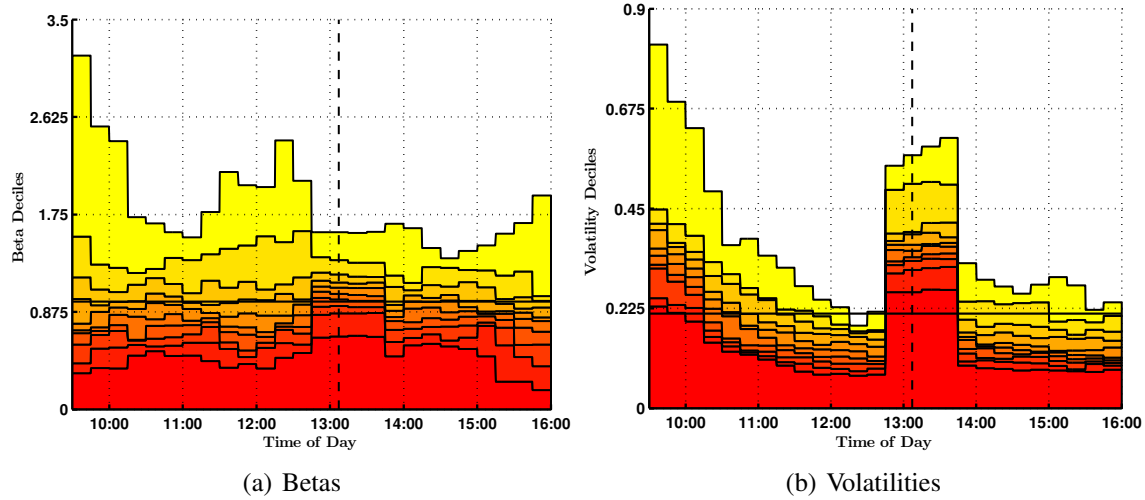 3.5
2.625
1.75
0.875
0
Beta Deciles
10:00 11:00 12:00 13:00 14:00 15:00 16:00
Time of Day
(a) Betas
0.9
0.675
0.45
0.225
0
Volatility Deciles
10:00 11:00 12:00 13:00 14:00 15:00 16:00
Time of Day
(b) Volatilities